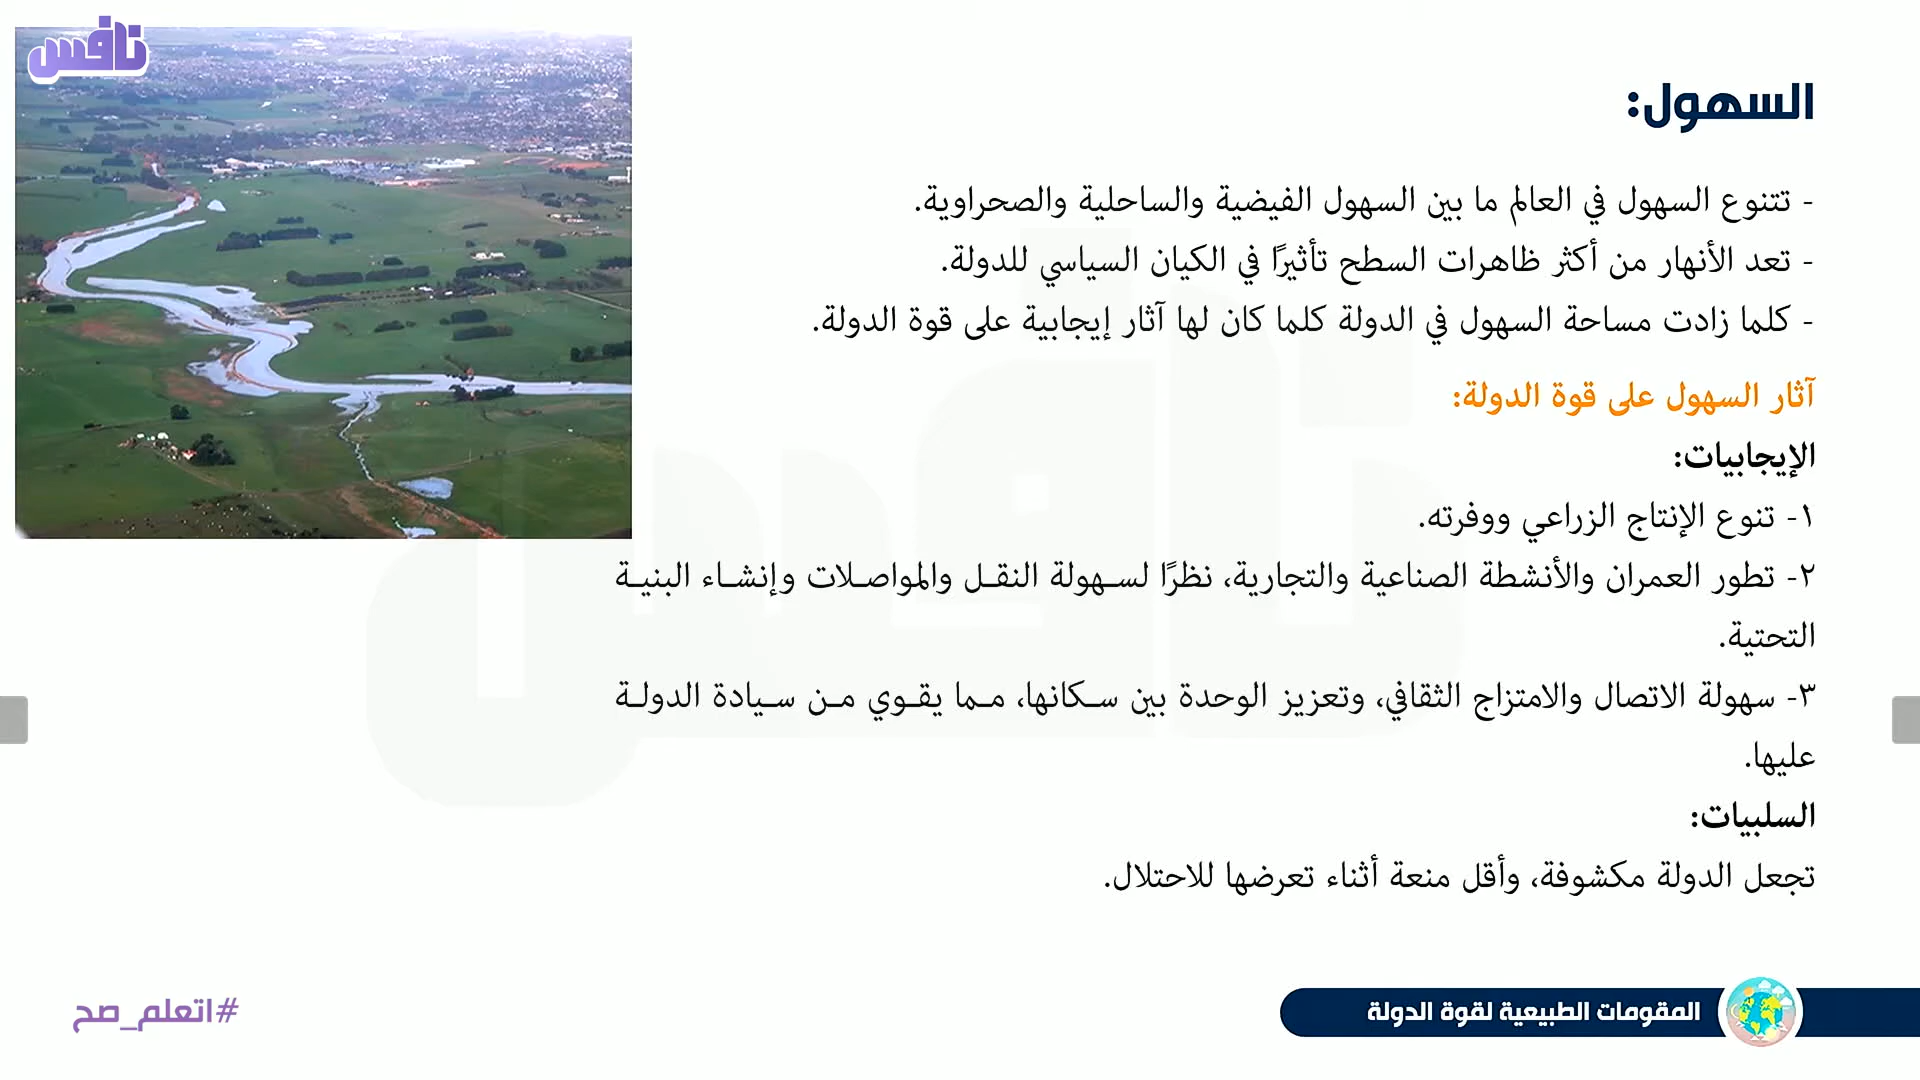 نافس
السهول:
- تتنوع السهول في العالم ما بين السهول الفيضية والساحلية والصحراوية.
- تعد الأنهار من أكثر ظاهرات السطح تأثيرًا في الكيان السياسي للدولة.
- كلما زادت مساحة السهول في الدولة كلما كان لها آثار إيجابية على قوة الدولة.
آثار السهول على قوة الدولة:
الإيجابيات:
١- تنوع الإنتاج الزراعي ووفرته.
٢- تطور العمران والأنشطة الصناعية والتجارية، نظرًا لسهولة النقل والمواصلات وإنشاء البنية
التحتية.
٣- سهولة الاتصال والامتزاج الثقافي، وتعزيز الوحدة بين سكانها، مما يقوي من سيادة الدولة
عليها.
السلبيات:
تجعل الدولة مكشوفة، وأقل منعة أثناء تعرضها للاحتلال.
المقومات الطبيعية لقوة الدولة
#اتعلم_صح